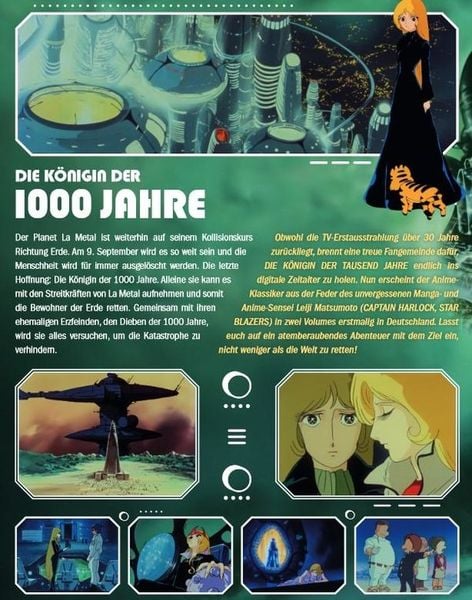 DIE KÖNIGIN DER
1000 JAHRE
Der Planet La Metal ist weiterhin auf seinem Kollisionskurs
Richtung Erde. Am 9. September wird es so weit sein und die
Menschheit wird für immer ausgelöscht werden. Die letzte
Hoffnung: Die Königin der 1000 Jahre. Alleine sie kann es
mit den Streitkräften von La Metal aufnehmen und somit
die Bewohner der Erde retten. Gemeinsam mit ihren
ehemaligen Erzfeinden, den Dieben der 1000 Jahre,
wird sie alles versuchen, um die Katastrophe zu
verhindern.
Obwohl die TV-Erstausstrahlung über 30 Jahre
zurückliegt, brennt eine treue Fangemeinde dafür,
DIE KÖNIGIN DER TAUSEND JAHRE endlich ins
digitale Zeitalter zu holen. Nun erscheint der Anime-
Klassiker aus der Feder des unvergessenen Manga- und
Anime-Sensei Leiji Matsumoto (CAPTAIN HARLOCK, STAR
BLAZERS) in zwei Volumes erstmalig in Deutschland. Lasst
euch auf ein atemberaubendes Abenteuer mit dem Ziel ein,
nicht weniger als die Welt zu retten!